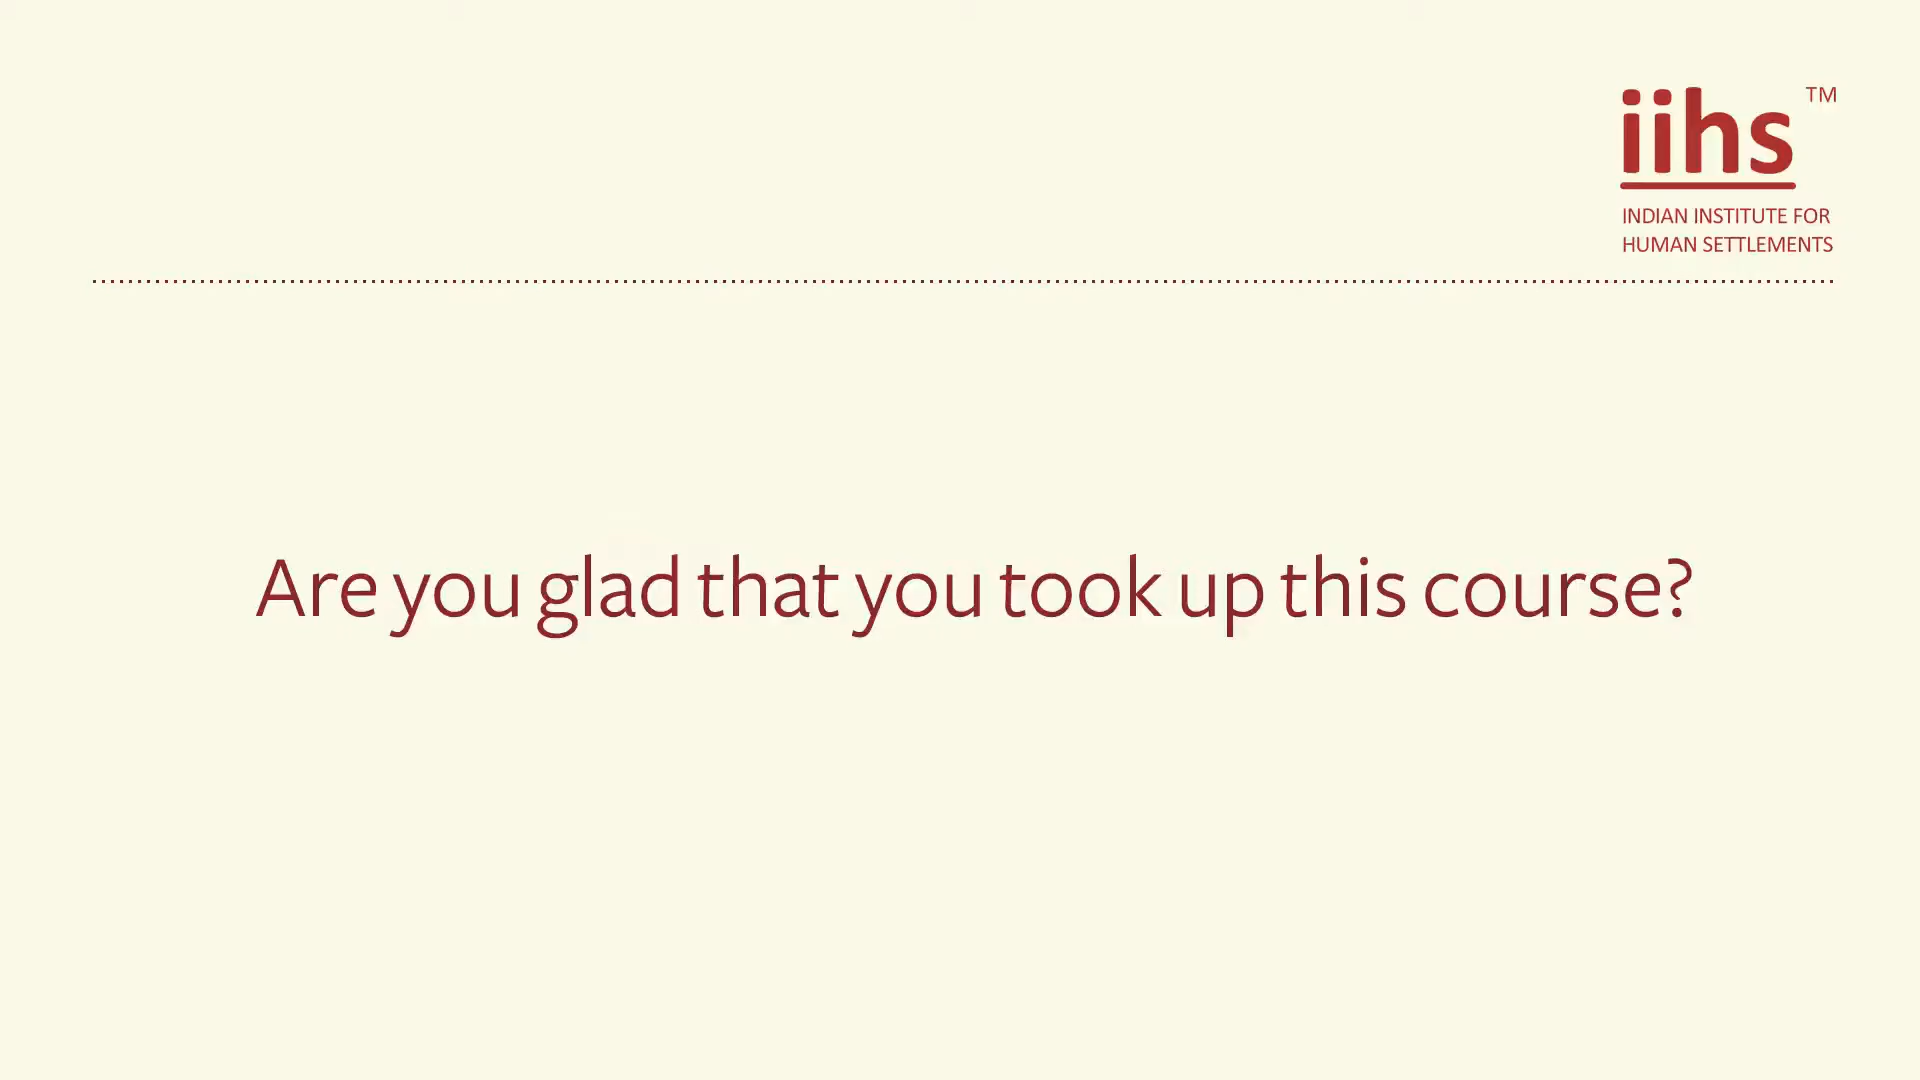 iihs™
INDIAN INSTITUTE FOR
HUMAN SETTLEMENTS
Are you glad that you took up this course?